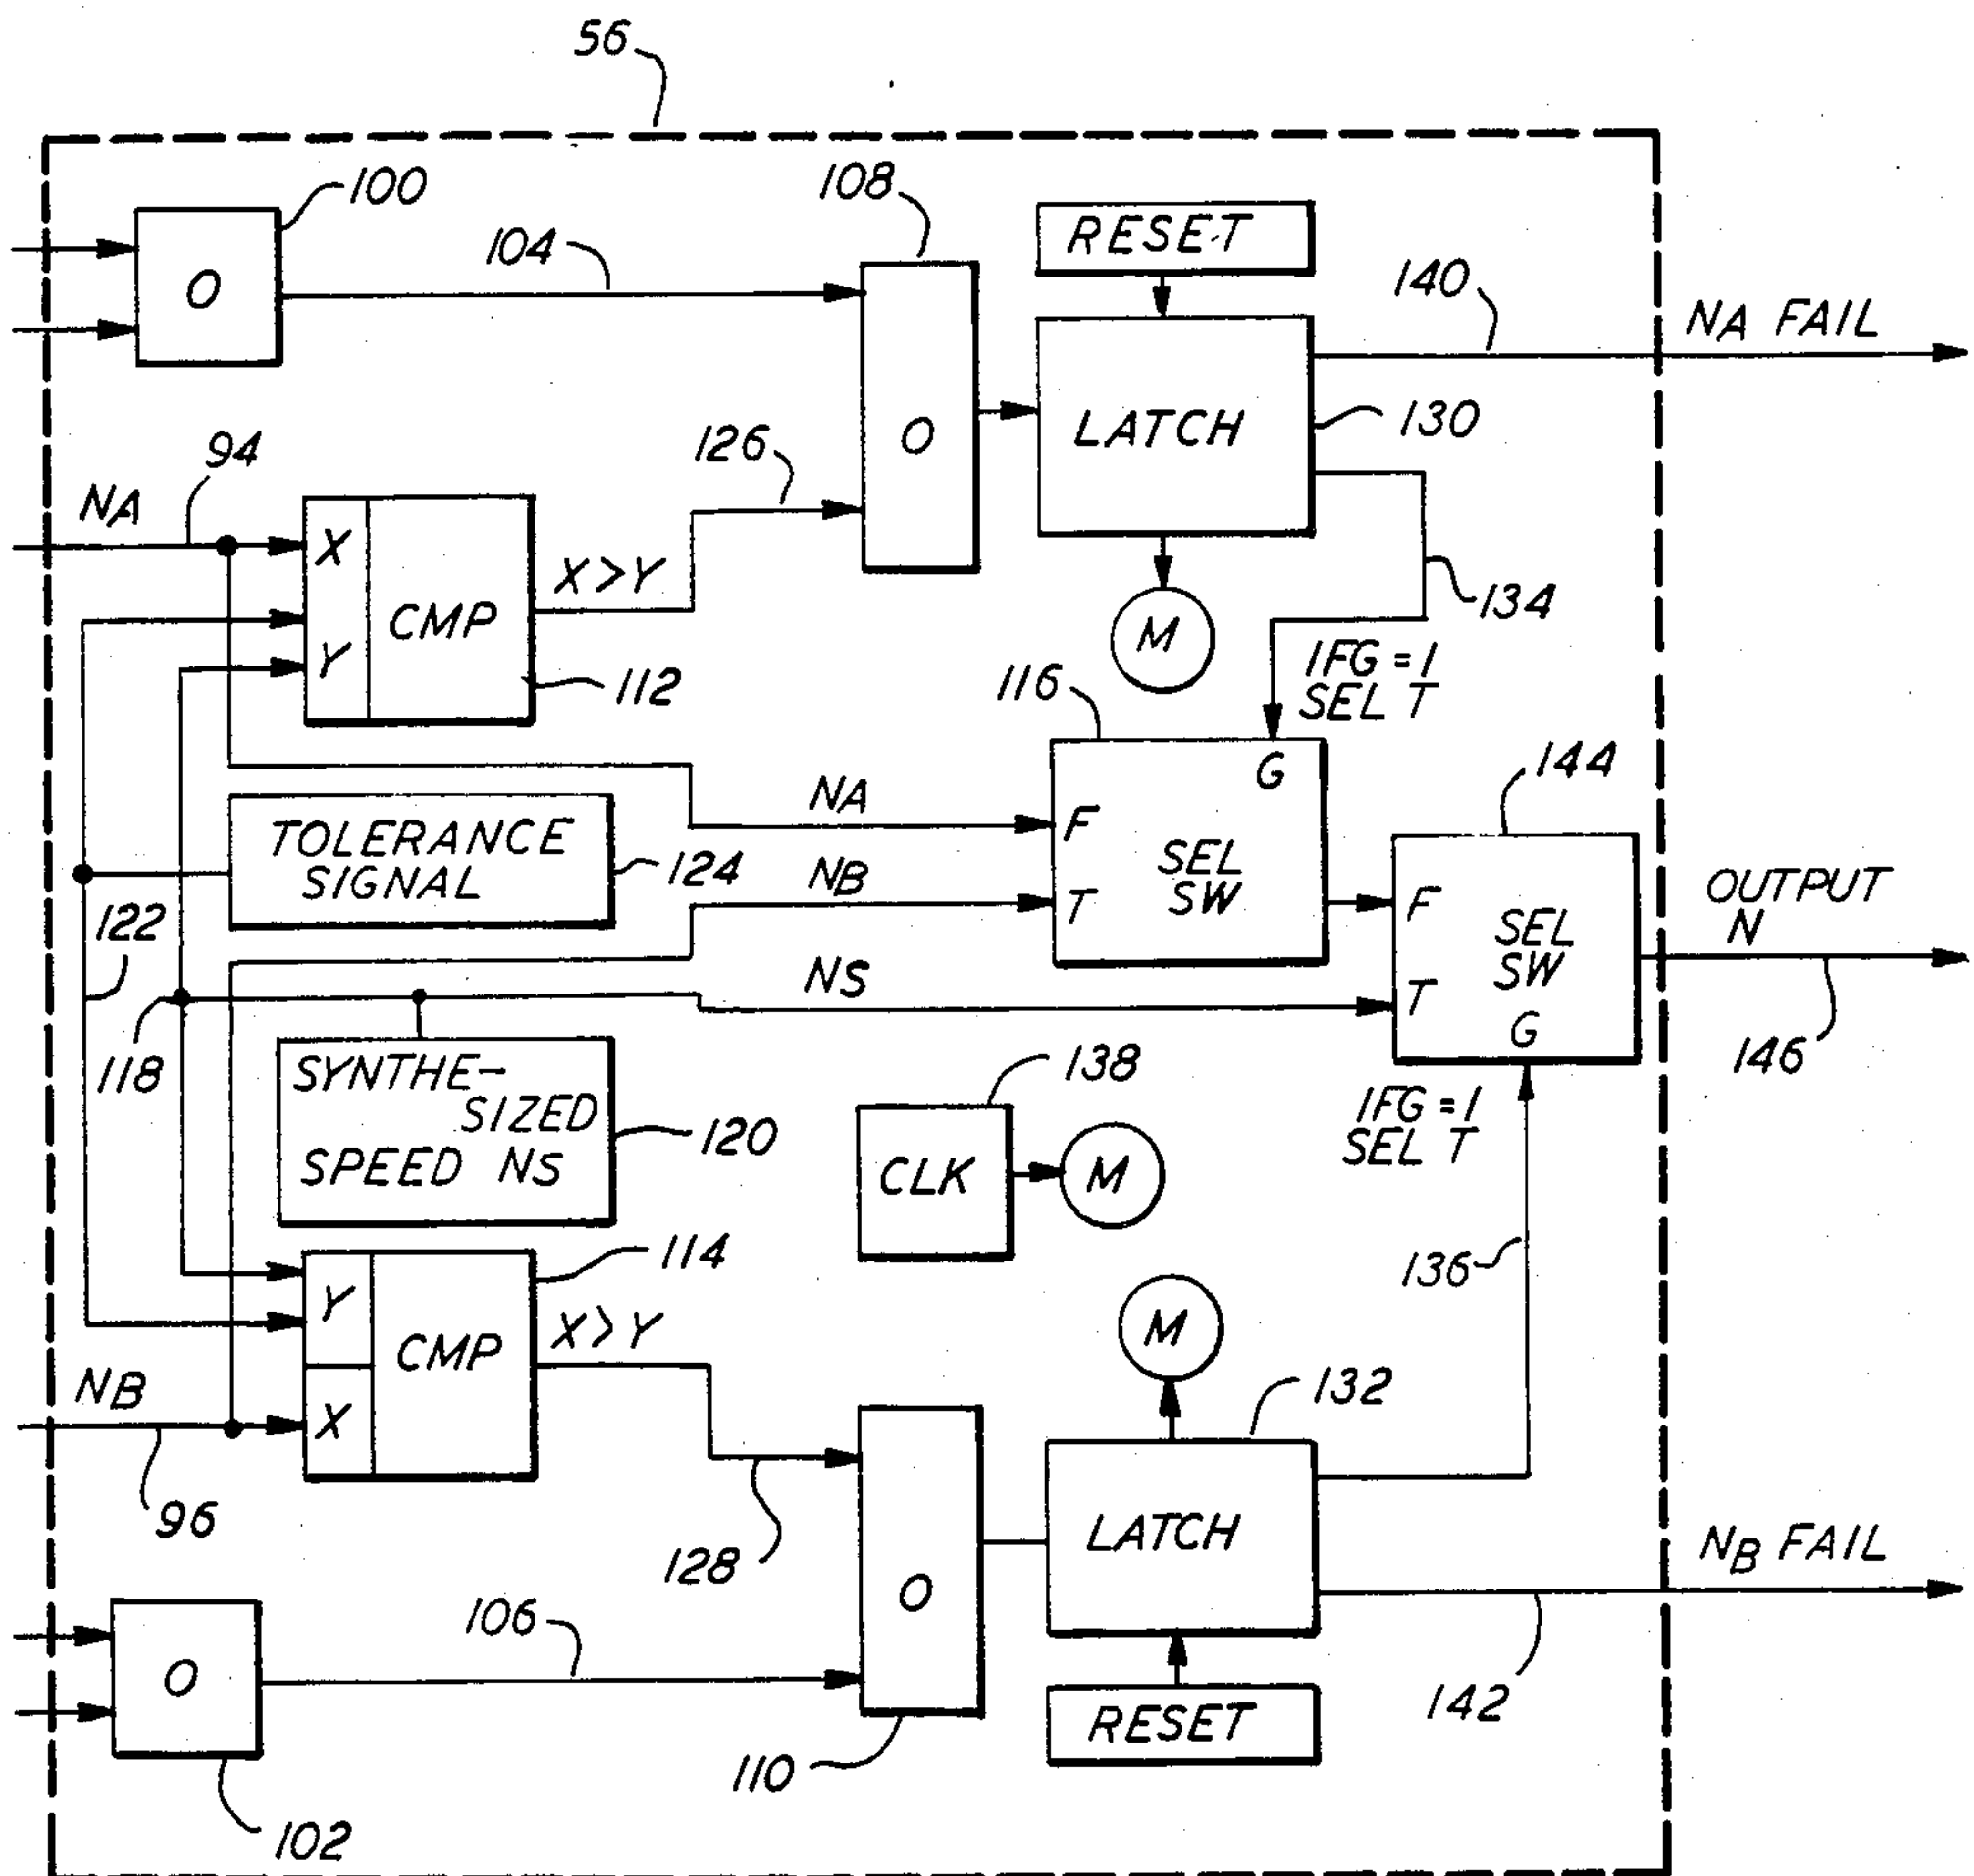 56
100
108
RESET
104
140
NA FAIL
O
O
LATCH
130
94
126
NA
X
Y
CMP
X>Y
112
M
134
IFG=1
SEL T
116
G
144
NA
F
TOLERANCE
SIGNAL
124
NB
T
SEL
SW
F
T
SEL
SW
G
OUTPUT
N
122
NS
118
146
SYNTHE-
SIZED
SPEED NS
120
138
CLK
M
IFG=1
SEL T
114
Y
X
CMP
X>Y
136
M
NB
132
96
128
LATCH
NB FAIL
O
106
O
RESET
142
110
102